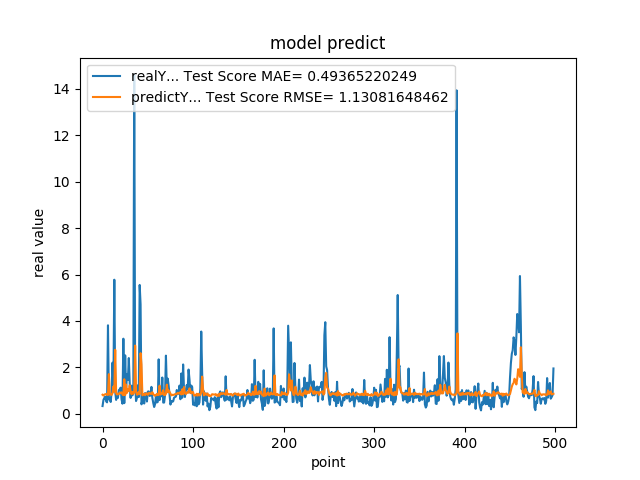 model predict
realY... Test Score MAE= 0.49365220249
predictY... Test Score RMSE= 1.13081648462
14
12
10
8
6
4
2
0
real value
0 100 200 300 400 500
point